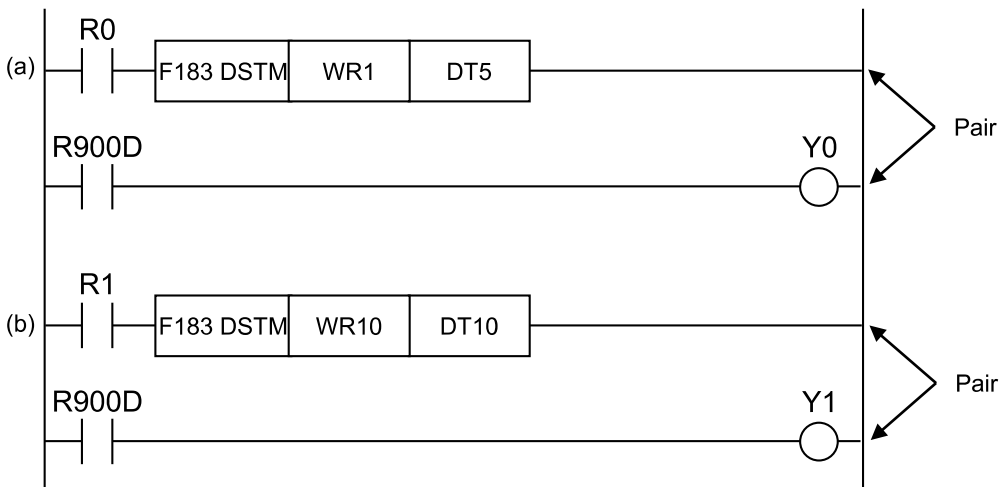 R0
(a) F183 DSTM WR1 DT5
Pair
R900D Y0
R1
(b) F183 DSTM WR10 DT10
Pair
R900D Y1